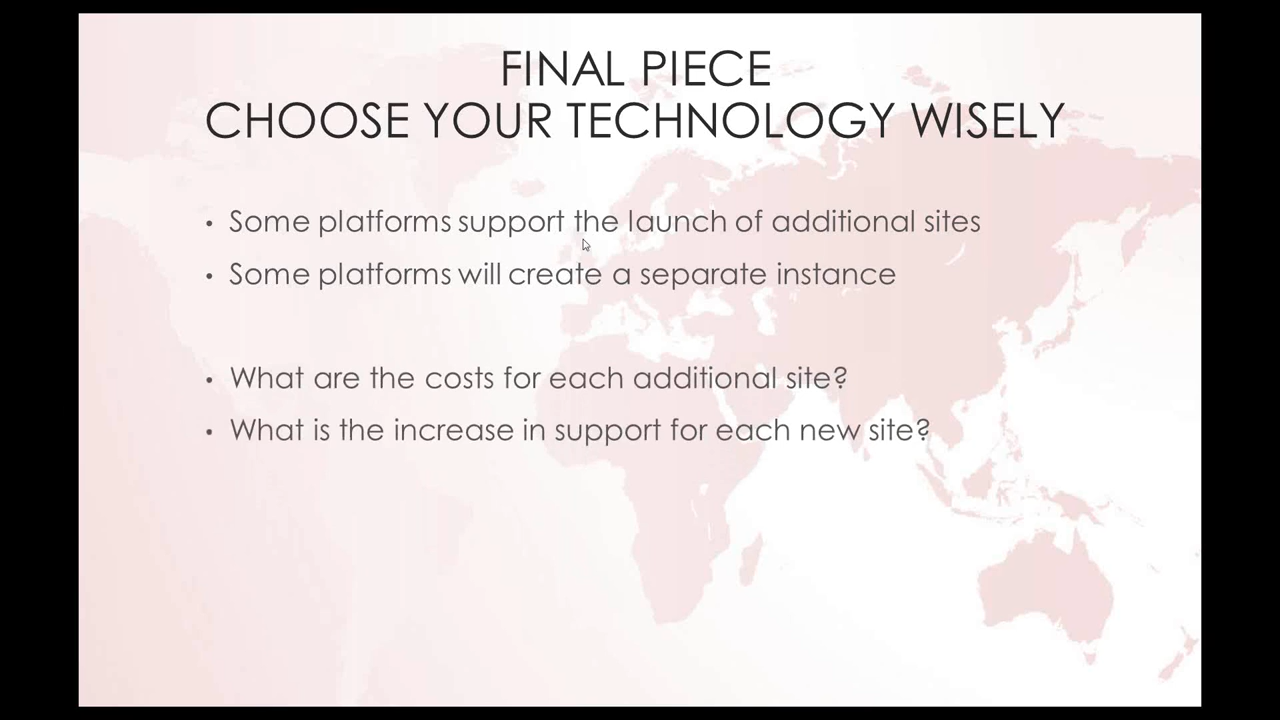 FINAL PIECE
CHOOSE YOUR TECHNOLOGY WISELY
• Some platforms support the launch of additional sites
• Some platforms will create a separate instance
• What are the costs for each additional site?
• What is the increase in support for each new site?